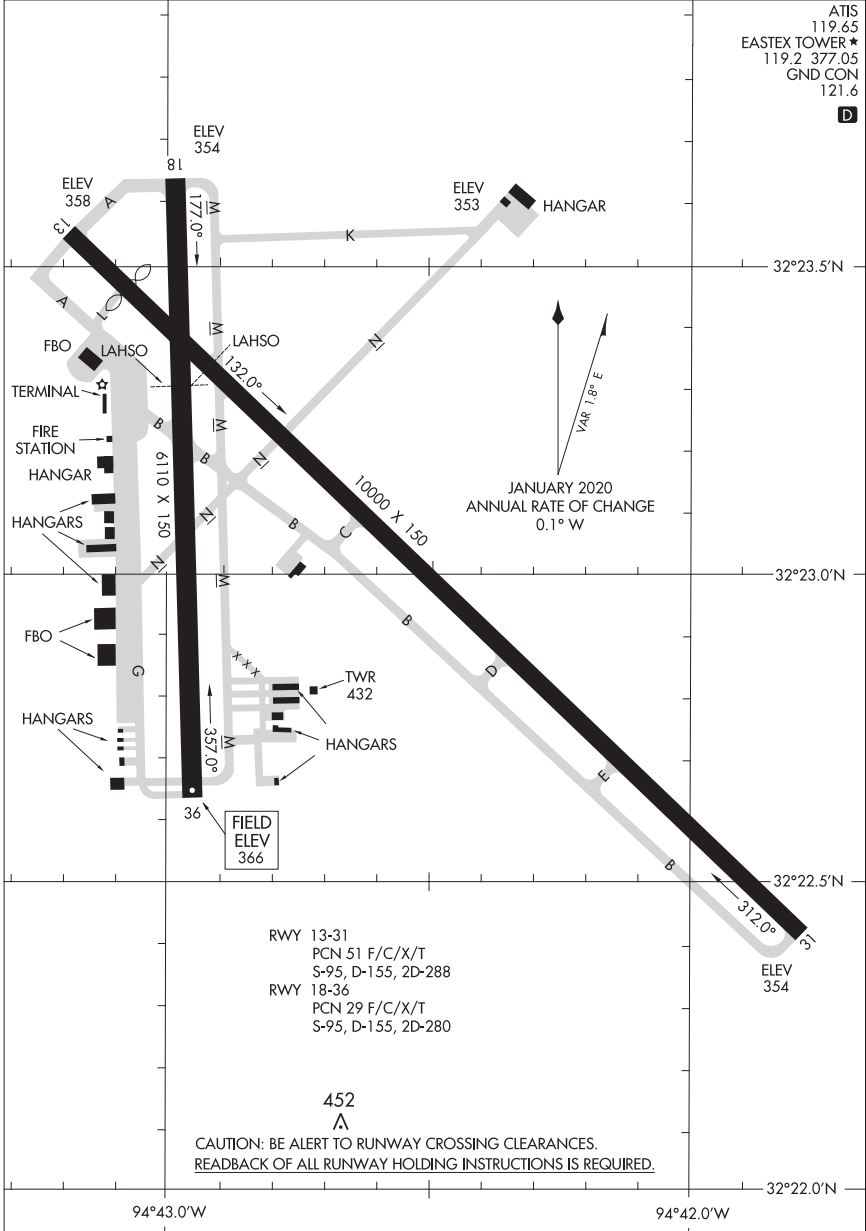 ATIS
119.65
EASTEX TOWER ★
119.2 377.05
GND CON
121.6
D
ELEV
354
18
ELEV
358
13
A
177.0°
M
ELEV
353
HANGAR
K
32°23.5'N
A
L
FBO
LAHSO
M
LAHSO
N
132.0°
VAR 1.8° E
TERMINAL
FIRE
STATION
B
M
B
N
HANGAR
6110 X 150
10000 X 150
JANUARY 2020
ANNUAL RATE OF CHANGE
0.1° W
HANGARS
N
B
C
N
M
32°23.0'N
B
FBO
G
X X X
D
TWR
432
HANGARS
357.0°
M
HANGARS
E
36
FIELD
ELEV
366
B
32°22.5'N
312.0°
31
ELEV
354
RWY 13-31
PCN 51 F/C/X/T
S-95, D-155, 2D-288
RWY 18-36
PCN 29 F/C/X/T
S-95, D-155, 2D-280
452
CAUTION: BE ALERT TO RUNWAY CROSSING CLEARANCES.
READBACK OF ALL RUNWAY HOLDING INSTRUCTIONS IS REQUIRED.
32°22.0'N
94°43.0'W
94°42.0'W